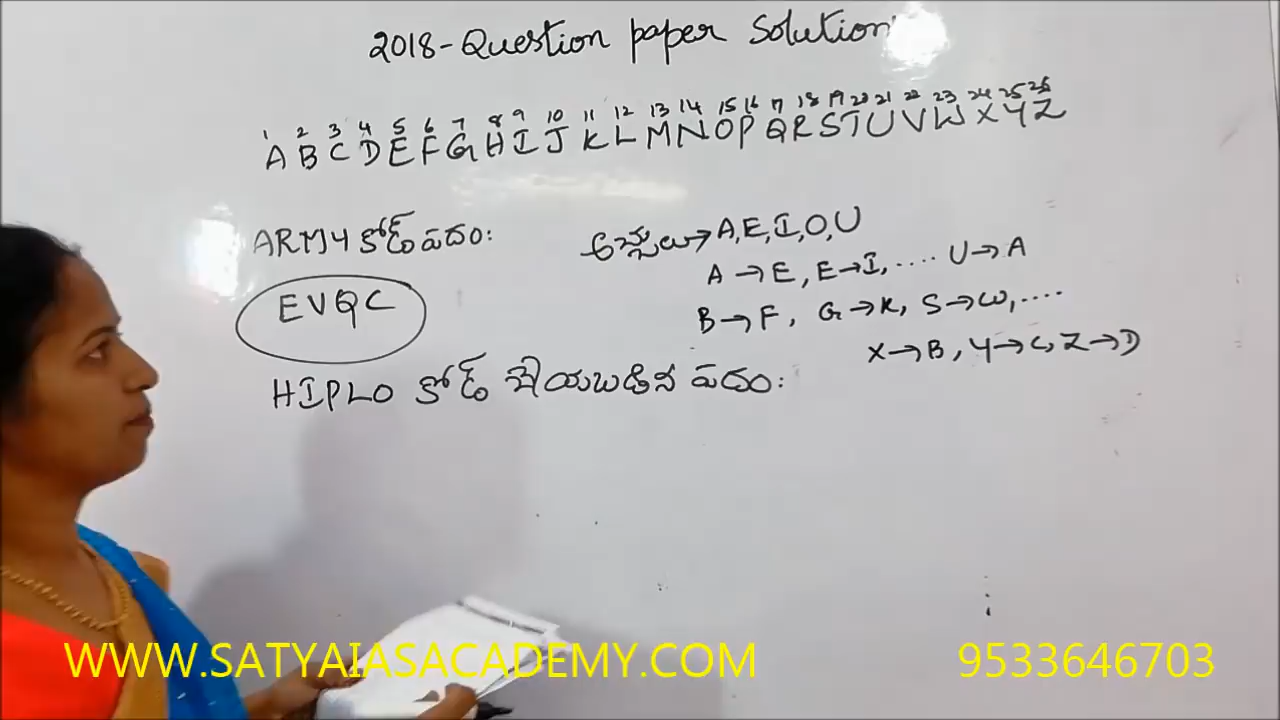 2018-Question paper Solution
1 2 3 4 5 6 7 8 9 10 11 12 13 14 15 16 17 18 19 20 21 22 23 24 25 26
A B C D E F G H I J K L M N O P Q R S T U V W X Y Z
ARMY కోడ్ పదం: అచ్చులు→A,E,I,O,U
A→E, E→I, .... U→A
EVQC
B→F, G→K, S→W,....
X→B, Y→C, Z→D
HIPLO కోడ్ చేయబడిన పదం:
WWW.SATYAIASACADEMY.COM 9533646703